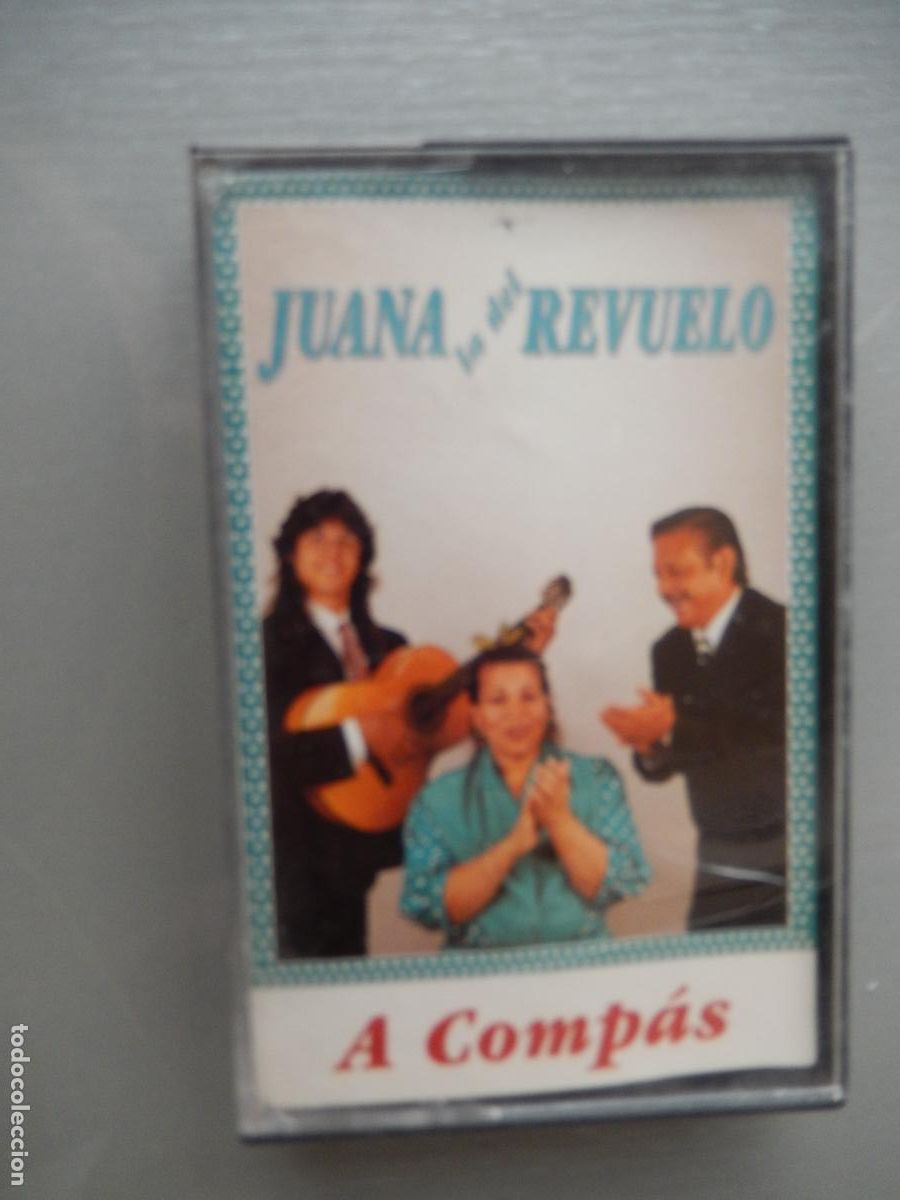 JUANA la del REVUELO
A Compás
todocoleccion